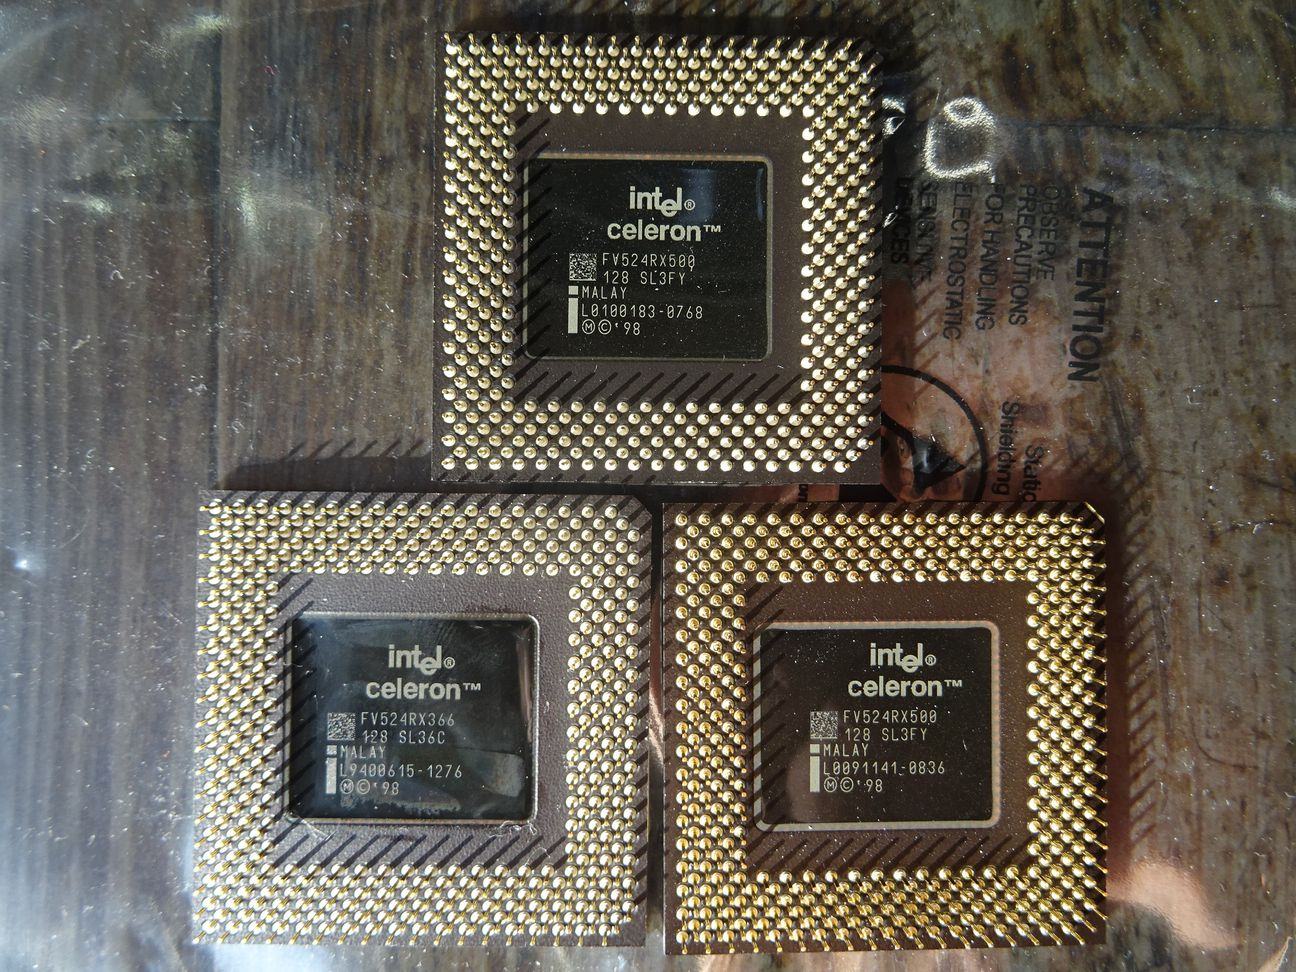 intel®
celeron™
FV524RX500
128 SL3FY
MALAY
L0100183-0768
Ⓜ©'98
ATTENTION
OBSERVE
PRECAUTIONS
FOR HANDLING
ELECTROSTATIC
SENSITIVE
DEVICES
Static
Shielding
intel®
celeron™
FV524RX366
128 SL36C
MALAY
L9400615-1276
Ⓜ©'98
intel®
celeron™
FV524RX500
128 SL3FY
MALAY
L0091141-0836
Ⓜ©'98